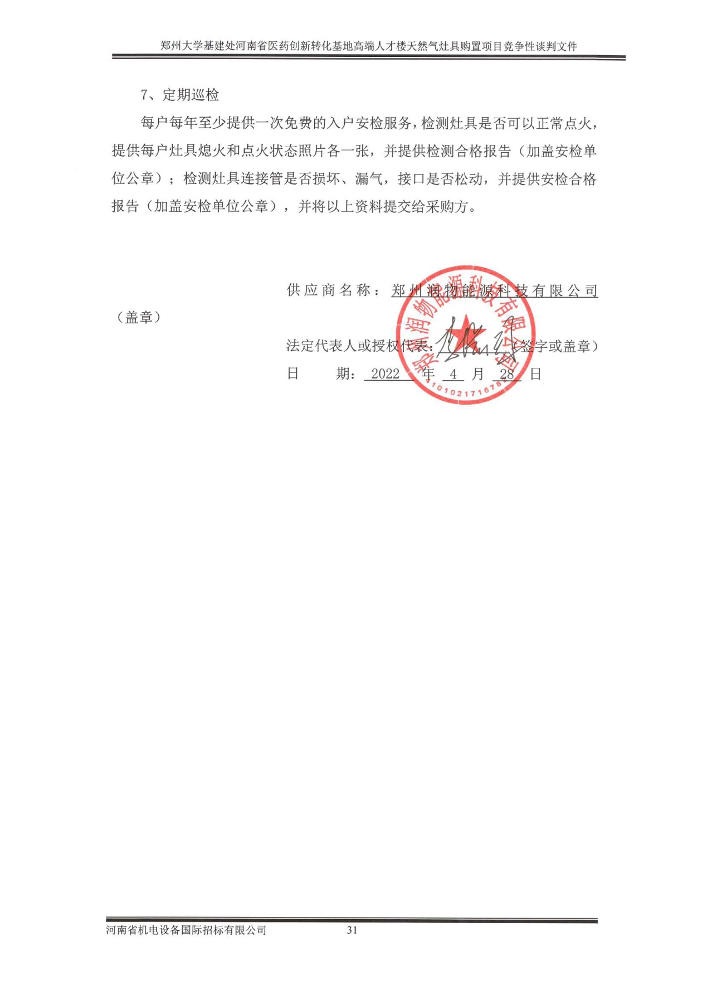 郑州大学基建处河南省医药创新转化基地高端人才楼天然气灶具购置项目竞争性谈判文件
7、定期巡检
每户每年至少提供一次免费的入户安检服务，检测灶具是否可以正常点火，
提供每户灶具熄火和点火状态照片各一张，并提供检测合格报告（加盖安检单
位公章）；检测灶具连接管是否损坏、漏气，接口是否松动，并提供安检合格
报告（加盖安检单位公章），并将以上资料提交给采购方。
供应商名称：郑州润物能源科技有限公司
（盖章）
郑州润物能源科技有限公司
法定代表人或授权代表：签字或盖章）
日 期：2022 年 4 月 28 日
4101021716782
河南省机电设备国际招标有限公司 31